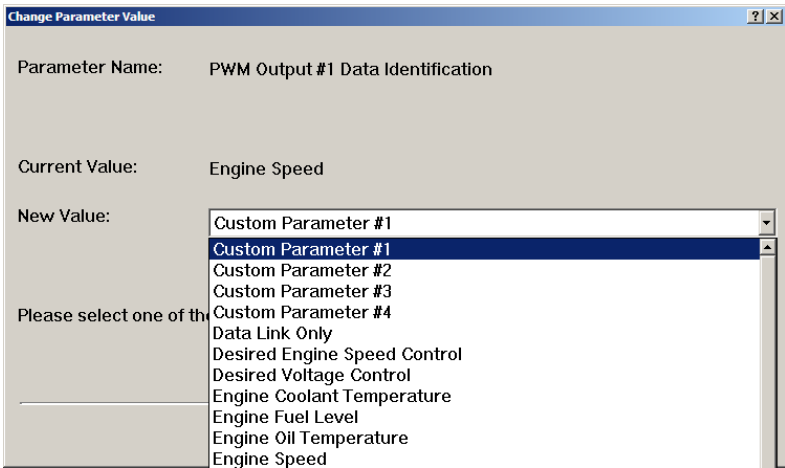 Change Parameter Value
Parameter Name: PWM Output #1 Data Identification
Current Value: Engine Speed
New Value: Custom Parameter #1
Custom Parameter #1
Custom Parameter #2
Custom Parameter #3
Please select one of the Custom Parameter #4
Data Link Only
Desired Engine Speed Control
Desired Voltage Control
Engine Coolant Temperature
Engine Fuel Level
Engine Oil Temperature
Engine Speed